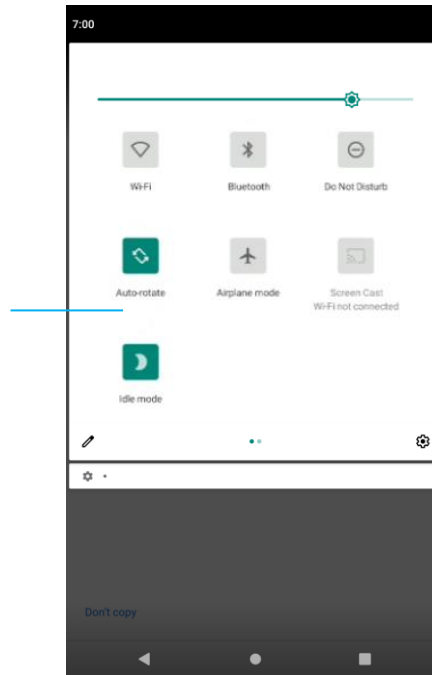 7:00
Wi-Fi
Bluetooth
Do Not Disturb
Auto-rotate
Airplane mode
Screen Cast
Wi-Fi not connected
Idle mode
Don't copy